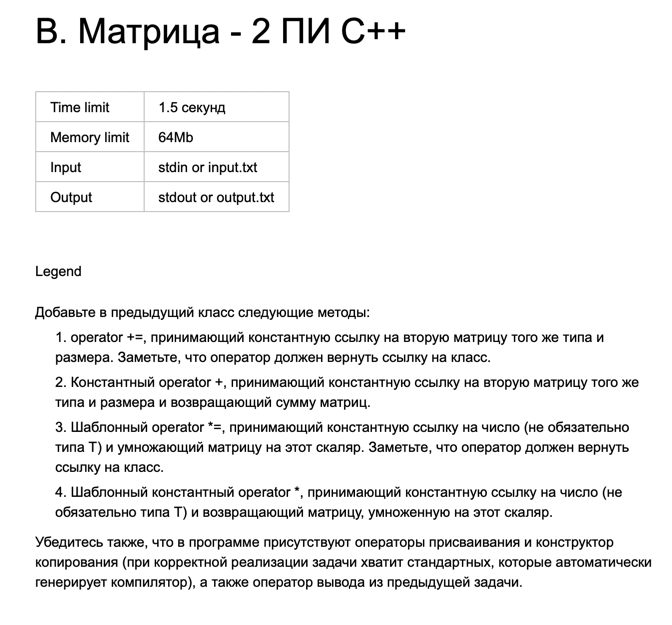 B. Матрица - 2 ПИ C++
Time limit 1.5 секунд
Memory limit 64Mb
Input stdin or input.txt
Output stdout or output.txt
Legend
Добавьте в предыдущий класс следующие методы:
1. operator +=, принимающий константную ссылку на вторую матрицу того же типа и
размера. Заметьте, что оператор должен вернуть ссылку на класс.
2. Константный operator +, принимающий константную ссылку на вторую матрицу того же
типа и размера и возвращающий сумму матриц.
3. Шаблонный operator *=, принимающий константную ссылку на число (не обязательно
типа T) и умножающий матрицу на этот скаляр. Заметьте, что оператор должен вернуть
ссылку на класс.
4. Шаблонный константный operator *, принимающий константную ссылку на число (не
обязательно типа T) и возвращающий матрицу, умноженную на этот скаляр.
Убедитесь также, что в программе присутствуют операторы присваивания и конструктор
копирования (при корректной реализации задачи хватит стандартных, которые автоматически
генерирует компилятор), а также оператор вывода из предыдущей задачи.